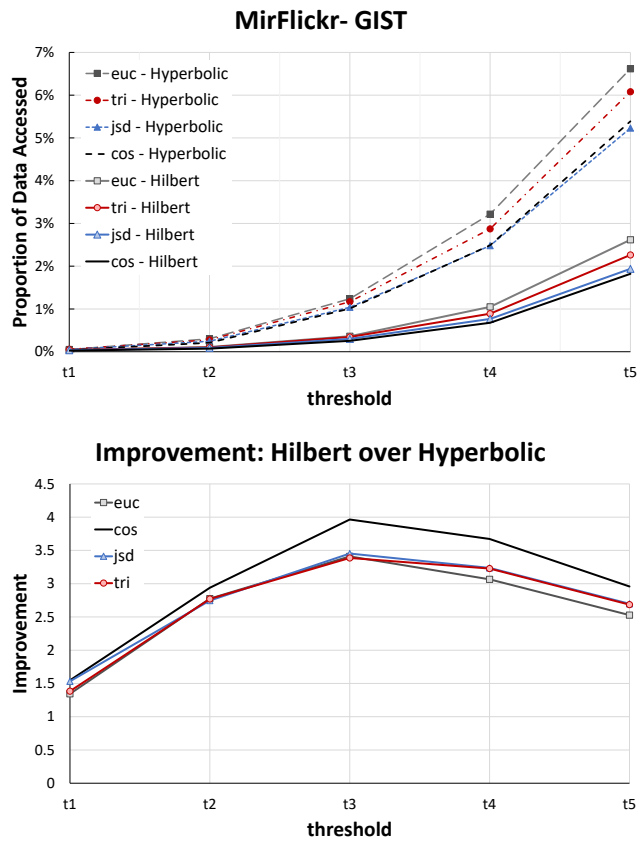 MirFlickr- GIST
7%
6%
5%
4%
3%
2%
1%
0%
Proportion of Data Accessed
euc - Hyperbolic
tri - Hyperbolic
jsd - Hyperbolic
cos - Hyperbolic
euc - Hilbert
tri - Hilbert
jsd - Hilbert
cos - Hilbert
t1 t2 t3 t4 t5
threshold
Improvement: Hilbert over Hyperbolic
4.5
4
3.5
3
2.5
2
1.5
1
0.5
0
Improvement
euc
cos
jsd
tri
t1 t2 t3 t4 t5
threshold